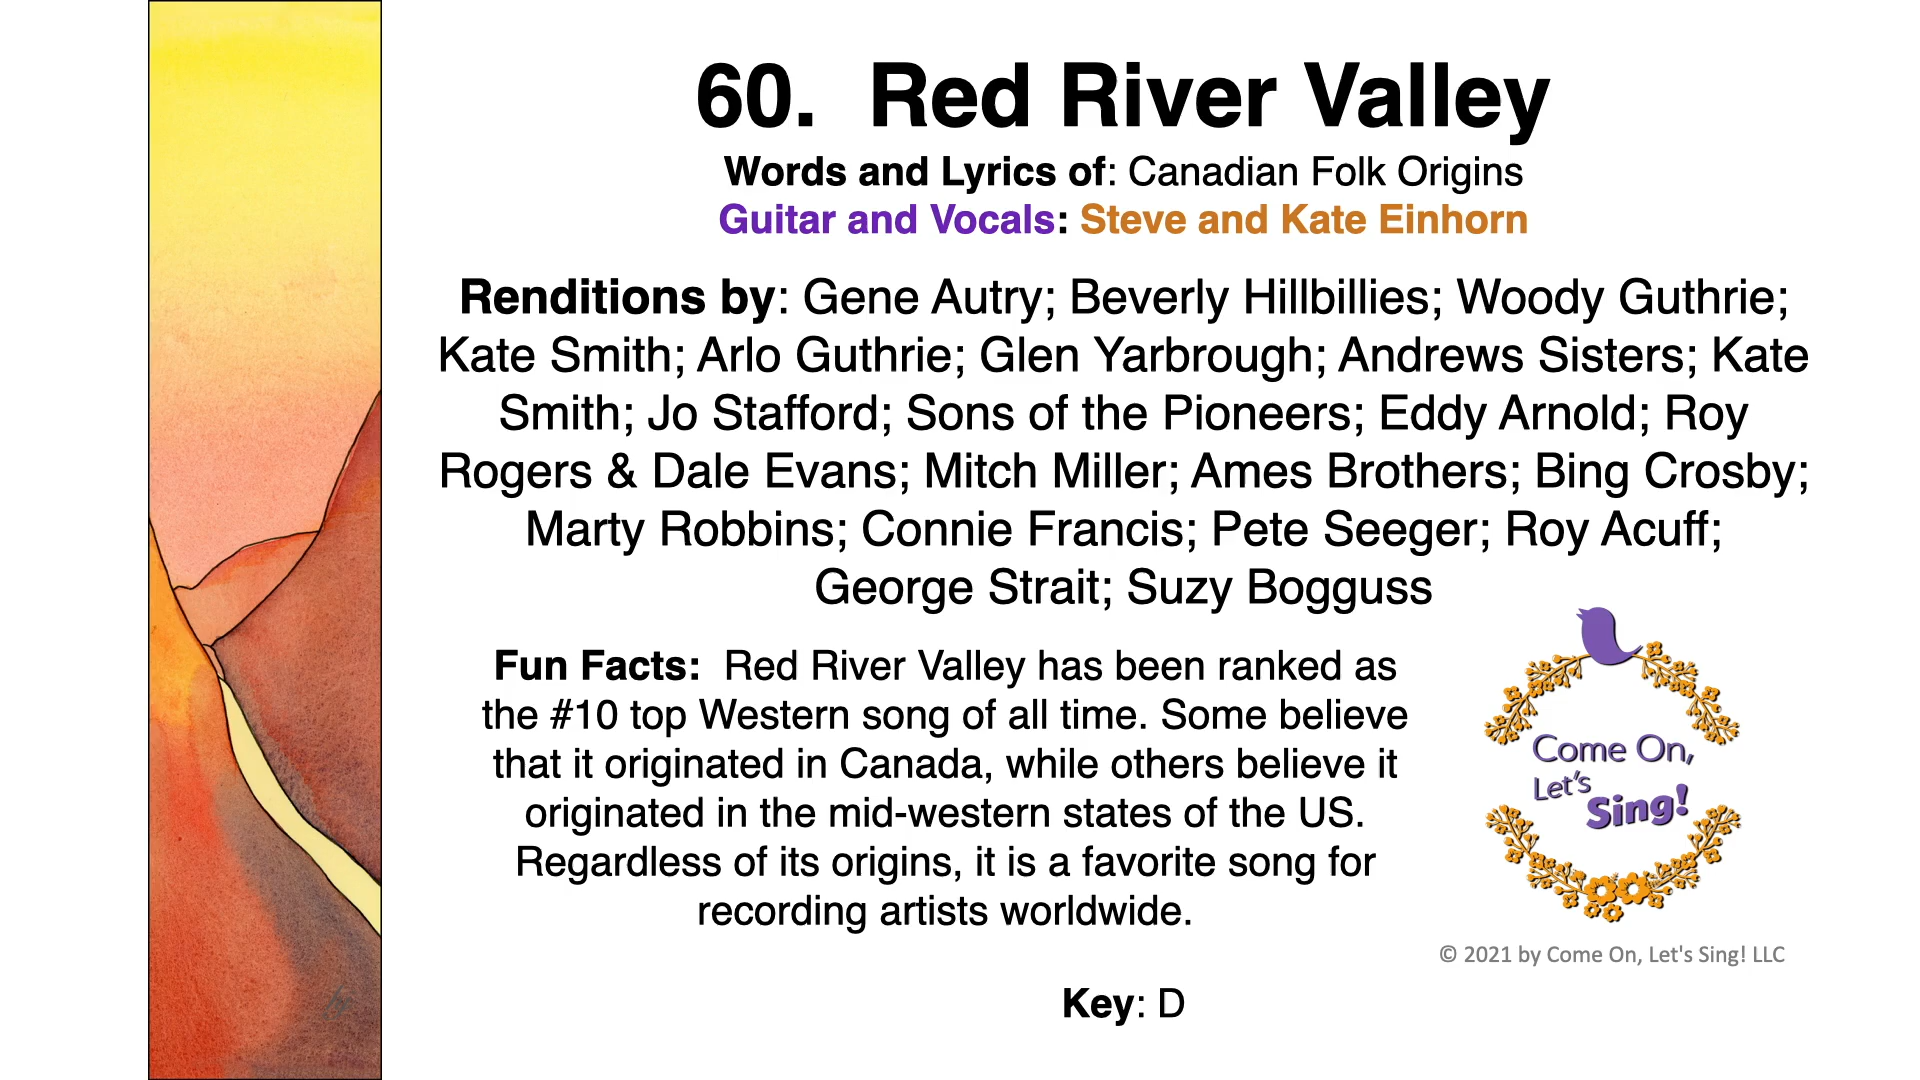 60.  Red River Valley
Words and Lyrics of: Canadian Folk Origins
Guitar and Vocals: Steve and Kate Einhorn
Renditions by: Gene Autry; Beverly Hillbillies; Woody Guthrie;
Kate Smith; Arlo Guthrie; Glen Yarbrough; Andrews Sisters; Kate
Smith; Jo Stafford; Sons of the Pioneers; Eddy Arnold; Roy
Rogers & Dale Evans; Mitch Miller; Ames Brothers; Bing Crosby;
Marty Robbins; Connie Francis; Pete Seeger; Roy Acuff;
George Strait; Suzy Bogguss
Fun Facts:  Red River Valley has been ranked as
the #10 top Western song of all time. Some believe
that it originated in Canada, while others believe it
originated in the mid-western states of the US.
Regardless of its origins, it is a favorite song for
recording artists worldwide.
Come On,
Let's
Sing!
© 2021 by Come On, Let's Sing! LLC
Key: D